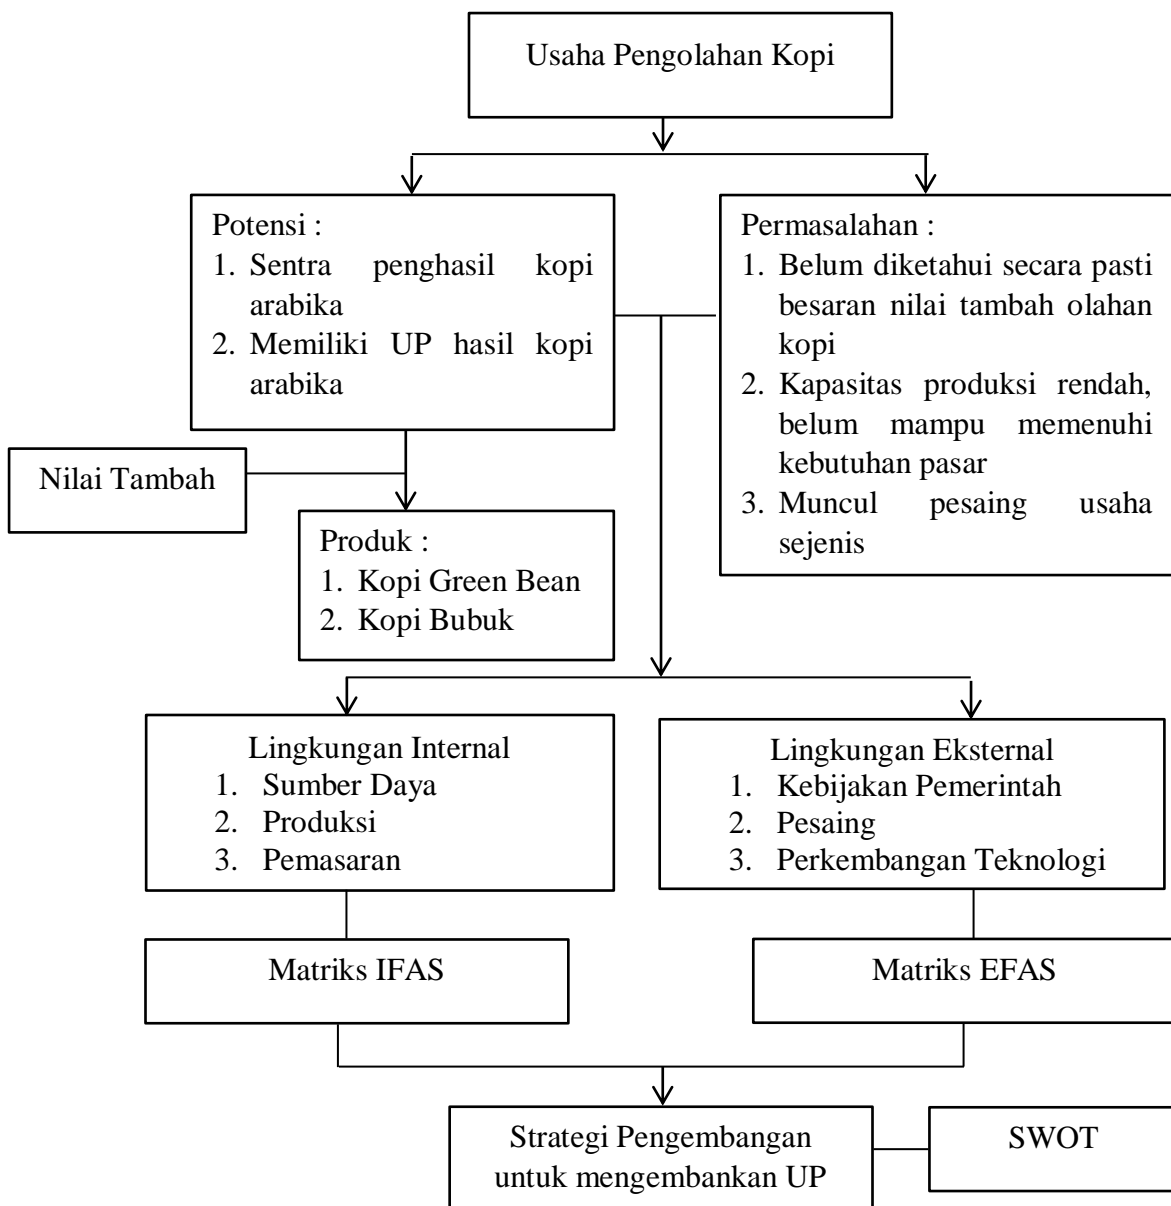 Usaha Pengolahan Kopi
Potensi :
1. Sentra penghasil kopi
arabika
2. Memiliki UP hasil kopi
arabika
Permasalahan :
1. Belum diketahui secara pasti
besaran nilai tambah olahan
kopi
2. Kapasitas produksi rendah,
belum mampu memenuhi
kebutuhan pasar
3. Muncul pesaing usaha
sejenis
Nilai Tambah
Produk :
1. Kopi Green Bean
2. Kopi Bubuk
Lingkungan Internal
1. Sumber Daya
2. Produksi
3. Pemasaran
Lingkungan Eksternal
1. Kebijakan Pemerintah
2. Pesaing
3. Perkembangan Teknologi
Matriks IFAS
Matriks EFAS
Strategi Pengembangan
untuk mengembankan UP
SWOT